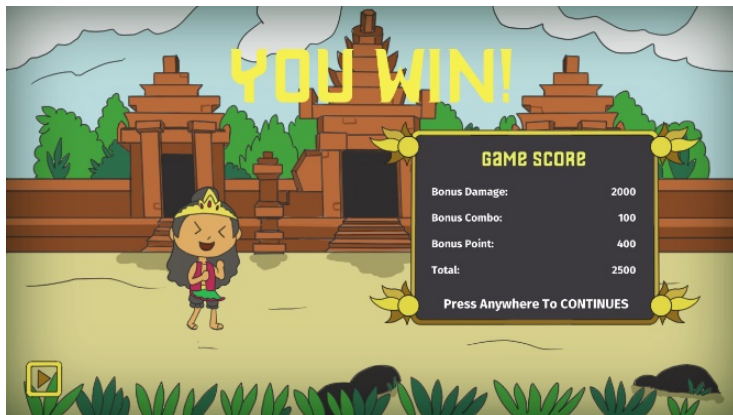 YOU WIN!
GAME SCORE
Bonus Damage: 2000
Bonus Combo: 100
Bonus Point: 400
Total: 2500
Press Anywhere To CONTINUES